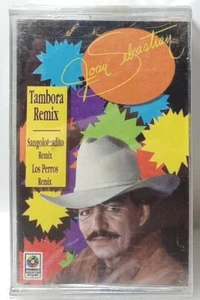 Joan Sebastian
Tambora
Remix
Sangoloteadito
Remix
Los Perros
Remix